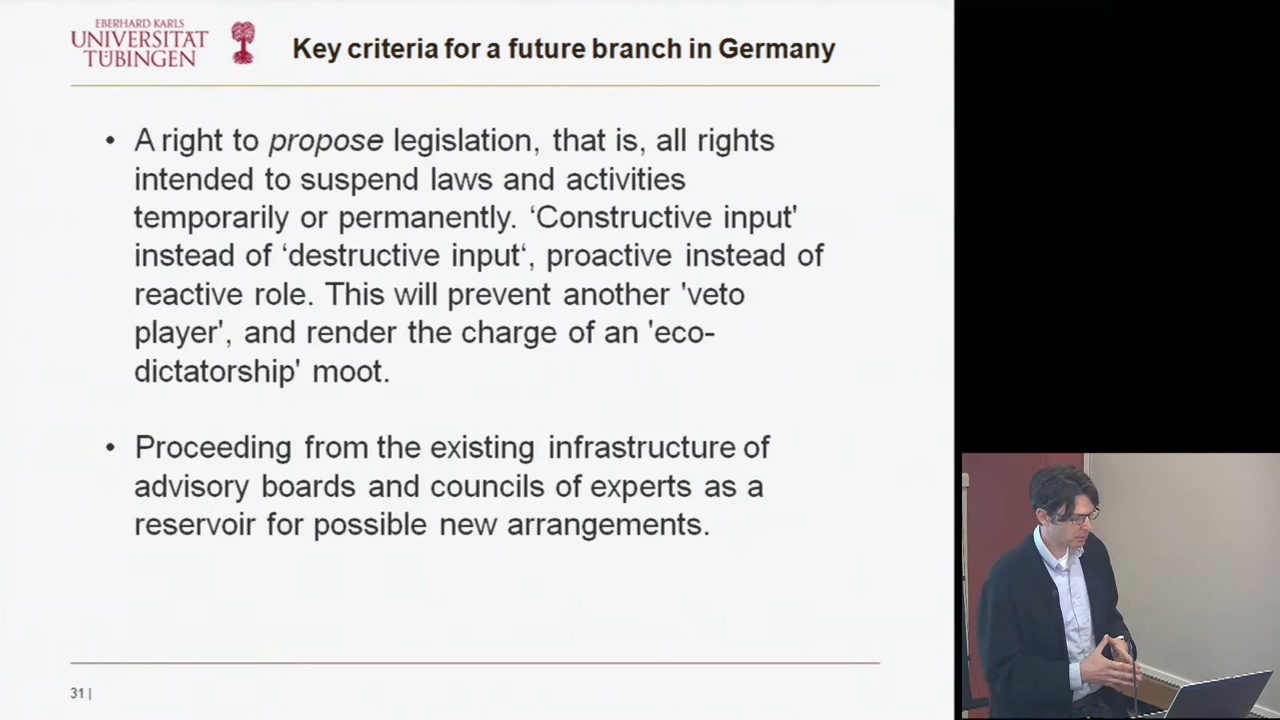 EBERHARD KARLS
UNIVERSITÄT
TÜBINGEN
Key criteria for a future branch in Germany
• A right to propose legislation, that is, all rights
intended to suspend laws and activities
temporarily or permanently. ‘Constructive input'
instead of ‘destructive input‘, proactive instead of
reactive role. This will prevent another 'veto
player', and render the charge of an 'eco-
dictatorship' moot.
• Proceeding from the existing infrastructure of
advisory boards and councils of experts as a
reservoir for possible new arrangements.
31 |